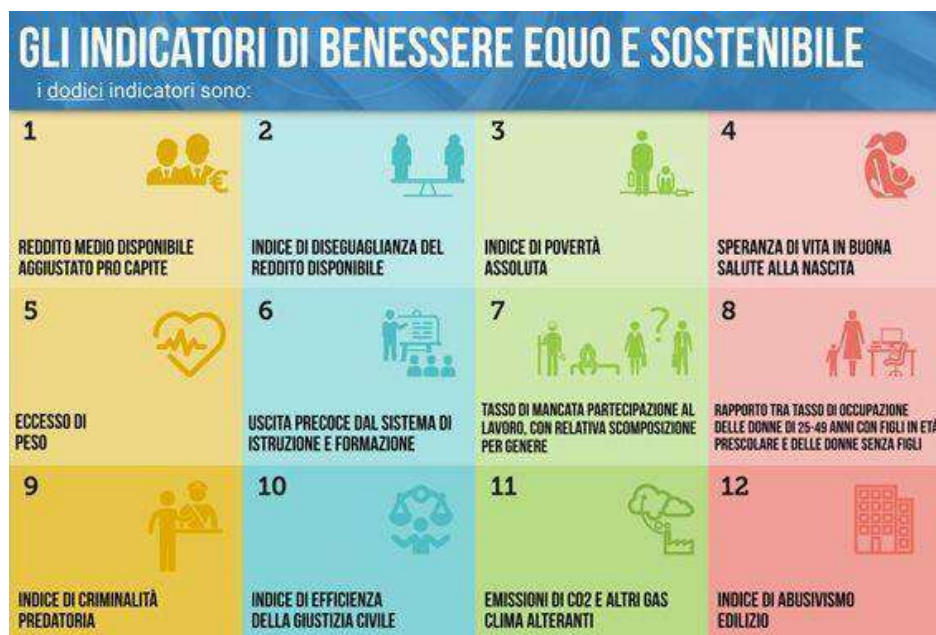 GLI INDICATORI DI BENESSERE EQUO E SOSTENIBILE
i dodici indicatori sono:
1
REDDITO MEDIO DISPONIBILE
AGGIUSTATO PRO CAPITE
2
INDICE DI DISEGUAGLIANZA DEL
REDDITO DISPONIBILE
3
INDICE DI POVERTÀ
ASSOLUTA
4
SPERANZA DI VITA IN BUONA
SALUTE ALLA NASCITA
5
ECCESSO DI
PESO
6
USCITA PRECOCE DAL SISTEMA DI
ISTRUZIONE E FORMAZIONE
7
?
TASSO DI MANCATA PARTECIPAZIONE AL
LAVORO, CON RELATIVA SCOMPOSIZIONE
PER GENERE
8
RAPPORTO TRA TASSO DI OCCUPAZIONE
DELLE DONNE DI 25-49 ANNI CON FIGLI IN ETÀ
PRESCOLARE E DELLE DONNE SENZA FIGLI
9
INDICE DI CRIMINALITÀ
PREDATORIA
10
INDICE DI EFFICIENZA
DELLA GIUSTIZIA CIVILE
11
EMISSIONI DI CO2 E ALTRI GAS
CLIMA ALTERANTI
12
INDICE DI ABUSIVISMO
EDILIZIO